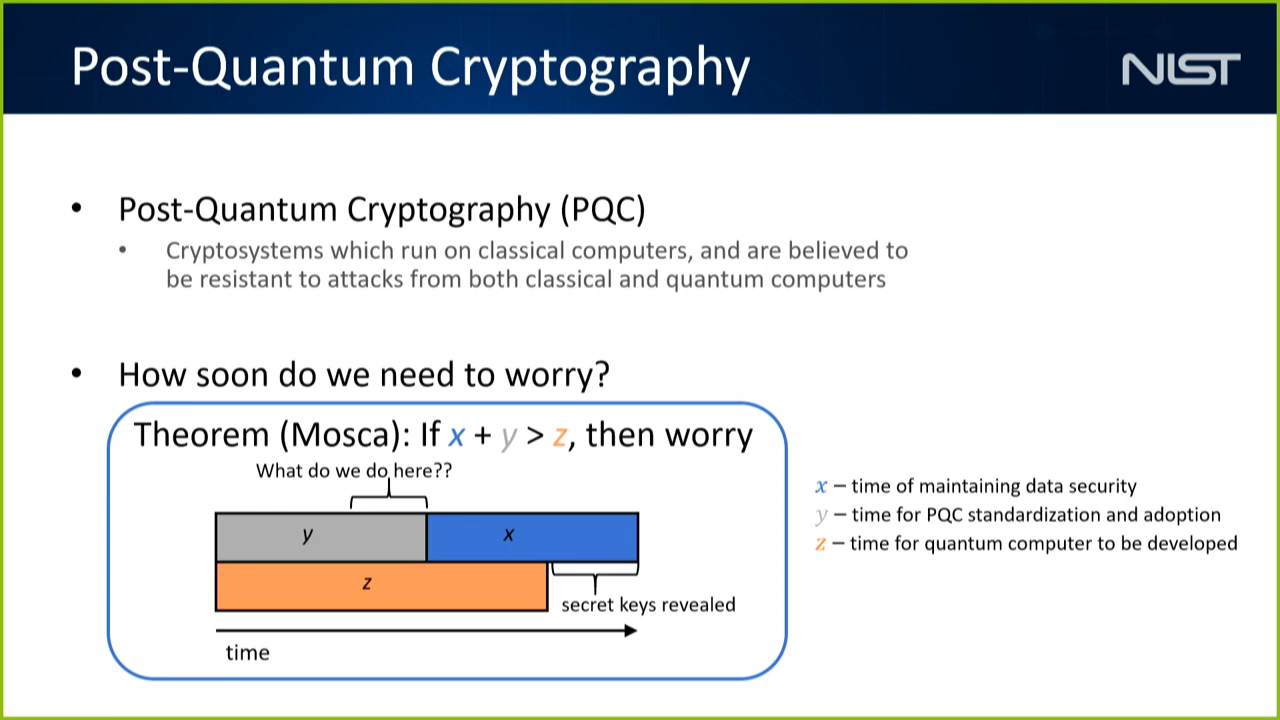 Post-Quantum Cryptography
NIST
• Post-Quantum Cryptography (PQC)
• Cryptosystems which run on classical computers, and are believed to
be resistant to attacks from both classical and quantum computers
• How soon do we need to worry?
Theorem (Mosca): If x + y > z, then worry
What do we do here??
y
x
z
secret keys revealed
time
x – time of maintaining data security
y – time for PQC standardization and adoption
z – time for quantum computer to be developed